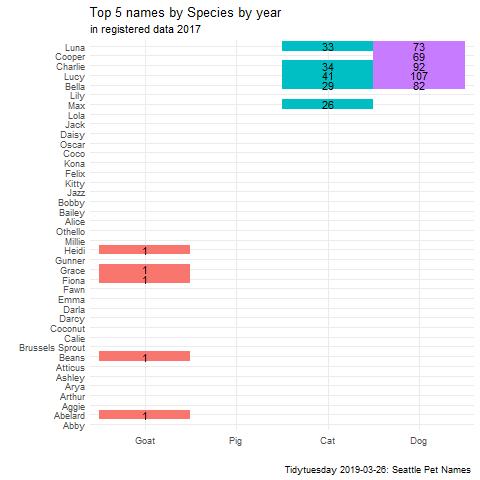 Top 5 names by Species by year
in registered data 2017
Luna 33 73
Cooper 69
Charlie 34 92
Lucy 41 107
Bella 29 82
Lily
Max 26
Lola
Jack
Daisy
Oscar
Coco
Kona
Felix
Kitty
Jazz
Bobby
Bailey
Alice
Othello
Millie
Heidi 1
Gunner
Grace 1
Fiona 1
Fawn
Emma
Darla
Darcy
Coconut
Calie
Brussels Sprout
Beans 1
Atticus
Ashley
Arya
Arthur
Aggie
Abelard 1
Abby
Goat Pig Cat Dog
Tidytuesday 2019-03-26: Seattle Pet Names